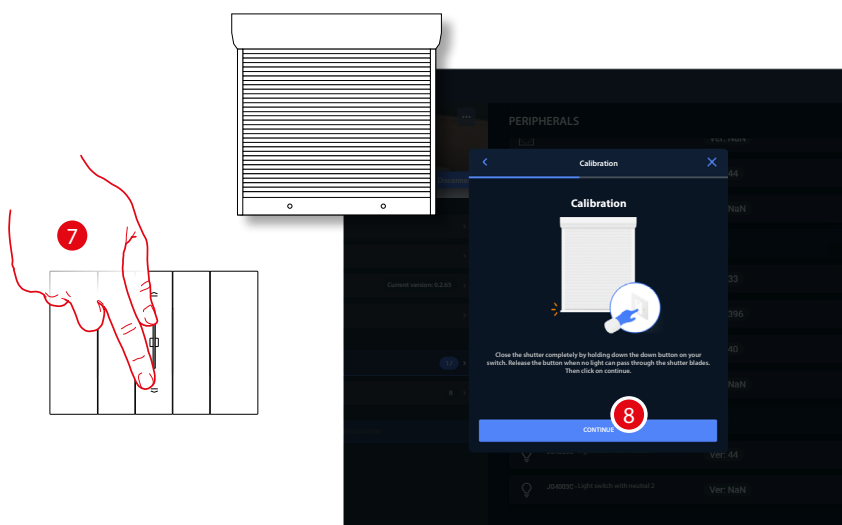 PERIPHERALS
Ver: NaN
Calibration
44
Calibration
NaN
7
Current version: 0.2.65
33
396
Close the shutter completely by holding down the down button on your
switch. Release the button when no light can pass through the shutter blades.
Then click on continue.
40
17
NaN
8
CONTINUE
8
Ver: 44
JG4003C - Light switch with neutral 2
Ver: NaN